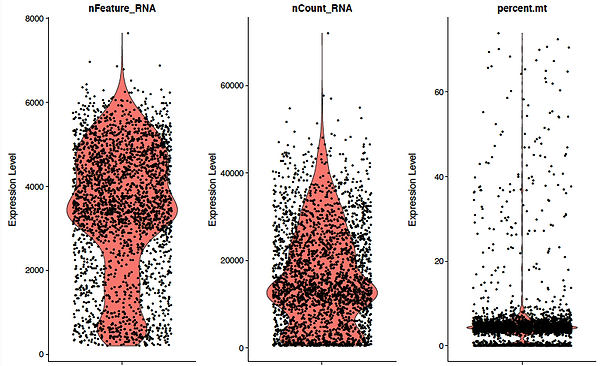 nFeature_RNA
Expression Level
8000
6000
4000
2000
0
nCount_RNA
Expression Level
60000
40000
20000
0
percent.mt
Expression Level
60
40
20
0